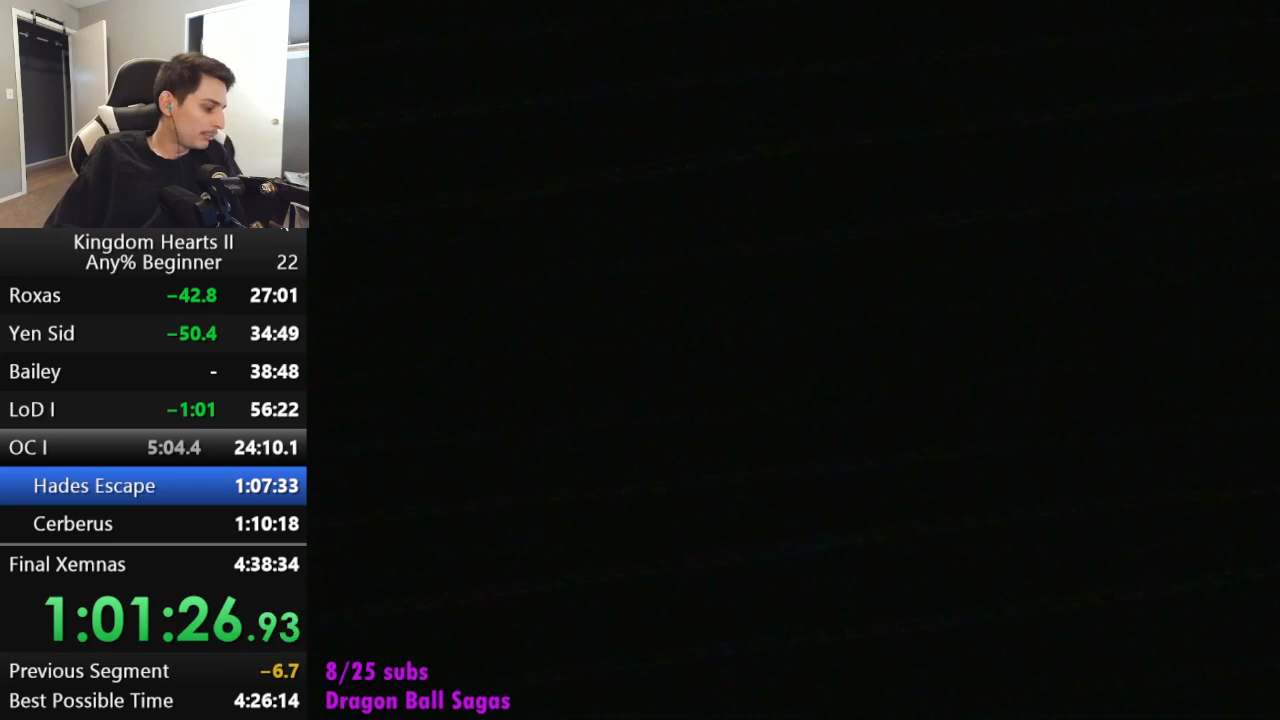 Kingdom Hearts II
Any% Beginner 22
Roxas −42.8 27:01
Yen Sid −50.4 34:49
Bailey - 38:48
LoD I −1:01 56:22
OC I 5:04.4 24:10.1
Hades Escape 1:07:33
Cerberus 1:10:18
Final Xemnas 4:38:34
1:01:26.93
Previous Segment −6.7
Best Possible Time 4:26:14
8/25 subs
Dragon Ball Sagas